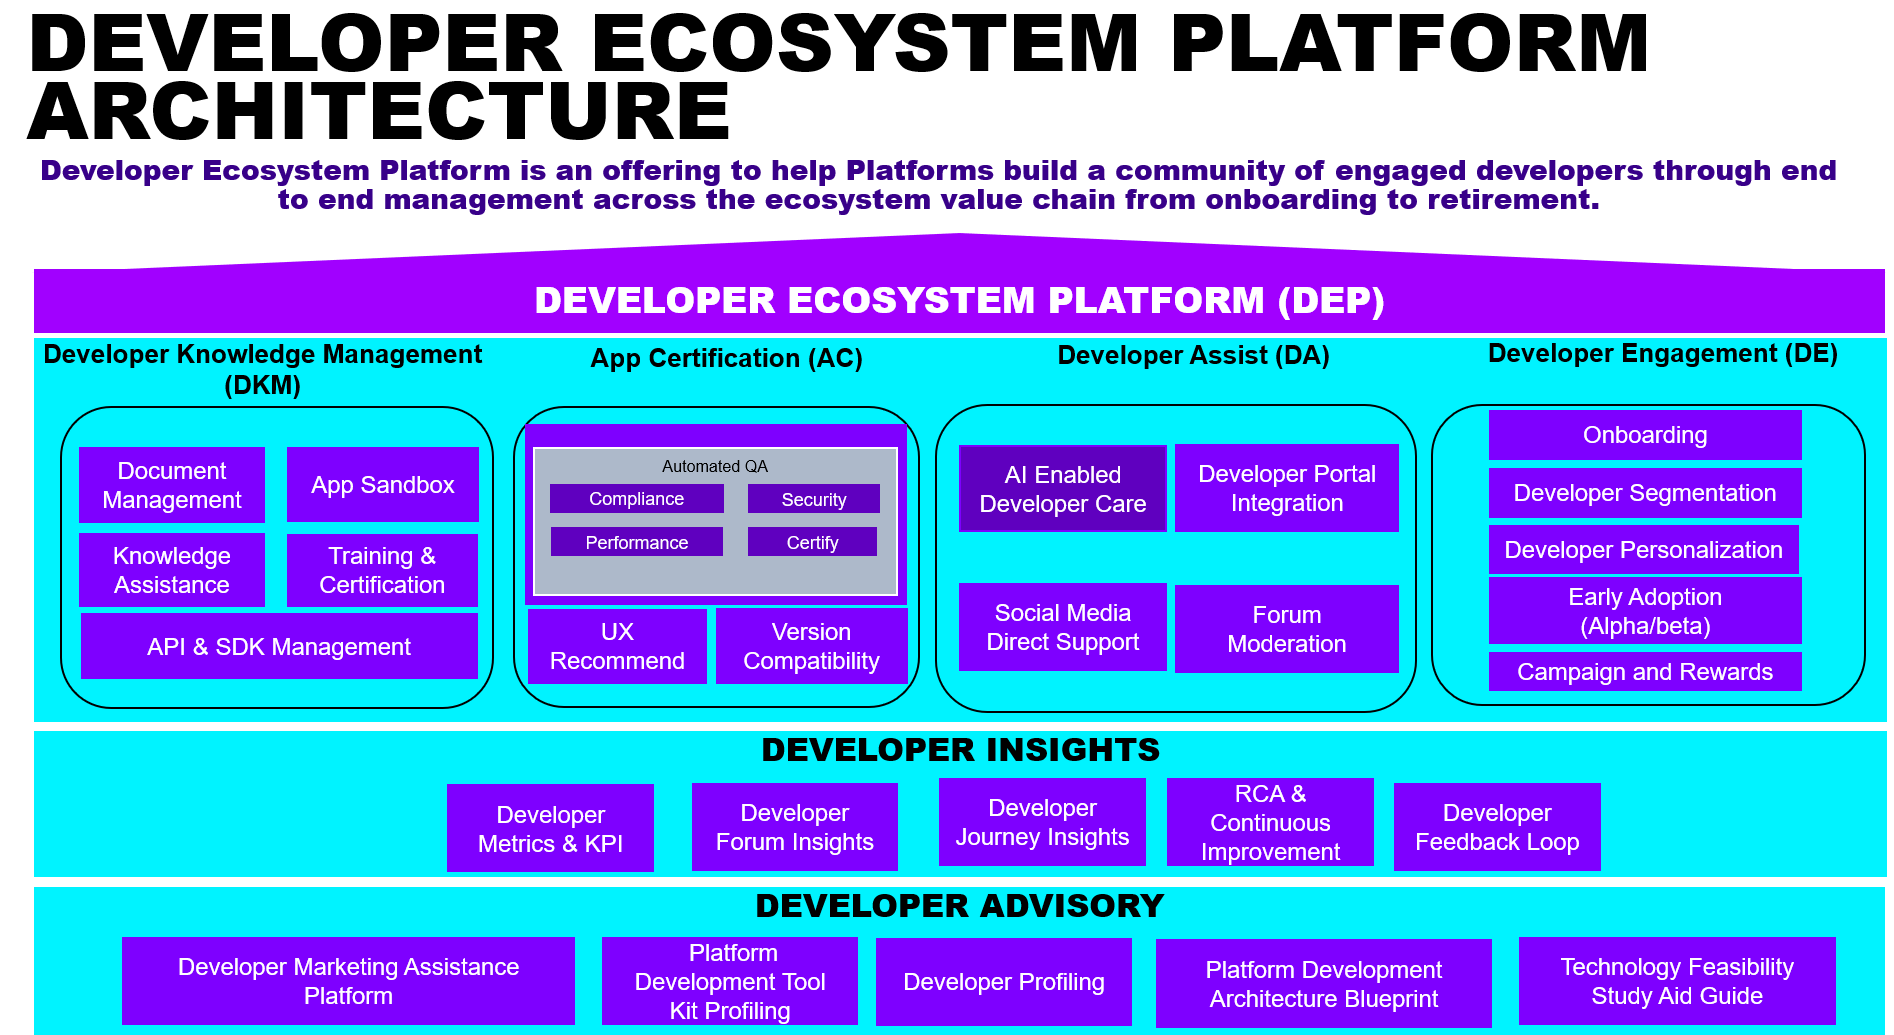 DEVELOPER ECOSYSTEM PLATFORM
ARCHITECTURE
Developer Ecosystem Platform is an offering to help Platforms build a community of engaged developers through end
to end management across the ecosystem value chain from onboarding to retirement.
DEVELOPER ECOSYSTEM PLATFORM (DEP)
Developer Knowledge Management
(DKM)
Document
Management
App Sandbox
Knowledge
Assistance
Training &
Certification
API & SDK Management
App Certification (AC)
Automated QA
Compliance
Security
Performance
Certify
UX
Recommend
Version
Compatibility
Developer Assist (DA)
AI Enabled
Developer Care
Developer Portal
Integration
Social Media
Direct Support
Forum
Moderation
Developer Engagement (DE)
Onboarding
Developer Segmentation
Developer Personalization
Early Adoption
(Alpha/beta)
Campaign and Rewards
DEVELOPER INSIGHTS
Developer
Metrics & KPI
Developer
Forum Insights
Developer
Journey Insights
RCA &
Continuous
Improvement
Developer
Feedback Loop
DEVELOPER ADVISORY
Developer Marketing Assistance
Platform
Platform
Development Tool
Kit Profiling
Developer Profiling
Platform Development
Architecture Blueprint
Technology Feasibility
Study Aid Guide